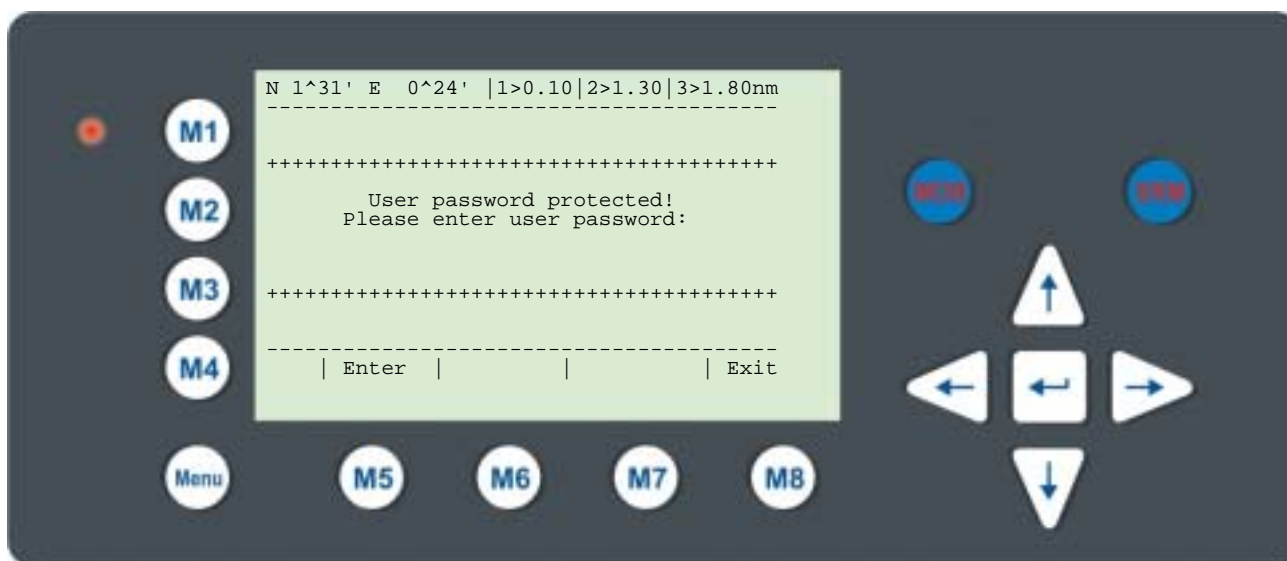 N 1^31' E 0^24' |1>0.10|2>1.30|3>1.80nm
----------------------------------------
M1
++++++++++++++++++++++++++++++++++++++++
User password protected!
M2
Please enter user password:
M3
++++++++++++++++++++++++++++++++++++++++
----------------------------------------
M4
| Enter | | | Exit
Menu
M5
M6
M7
M8